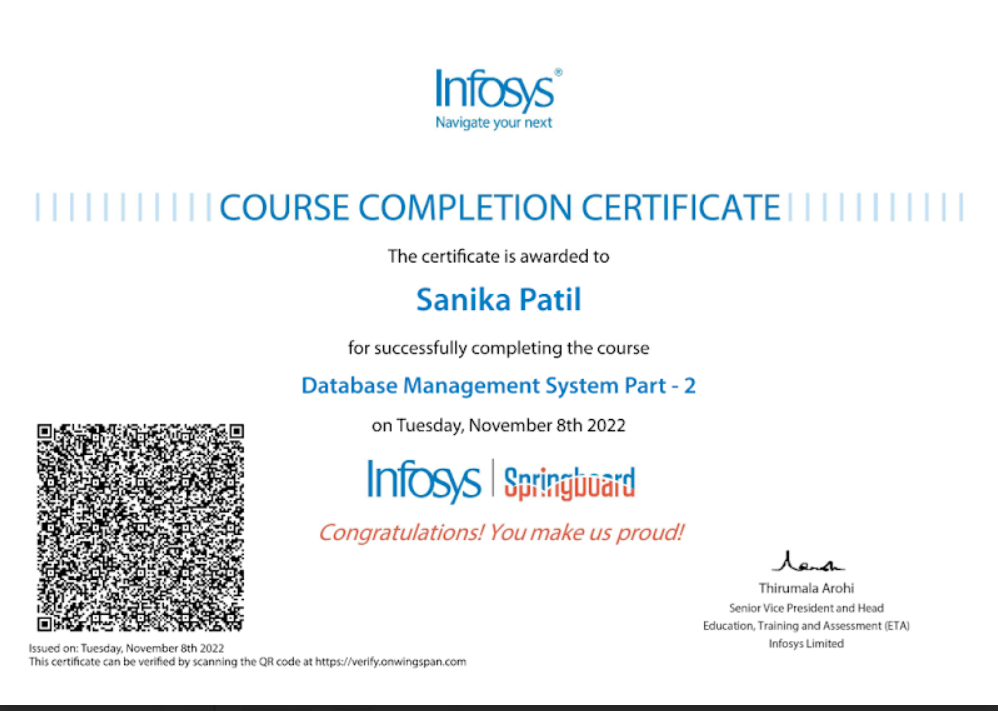 Infosys®
Navigate your next
COURSE COMPLETION CERTIFICATE
The certificate is awarded to
Sanika Patil
for successfully completing the course
Database Management System Part - 2
on Tuesday, November 8th 2022
Infosys | Springboard
Congratulations! You make us proud!
Thirumala Arohi
Senior Vice President and Head
Education, Training and Assessment (ETA)
Infosys Limited
Issued on: Tuesday, November 8th 2022
This certificate can be verified by scanning the QR code at https://verify.onwingspan.com